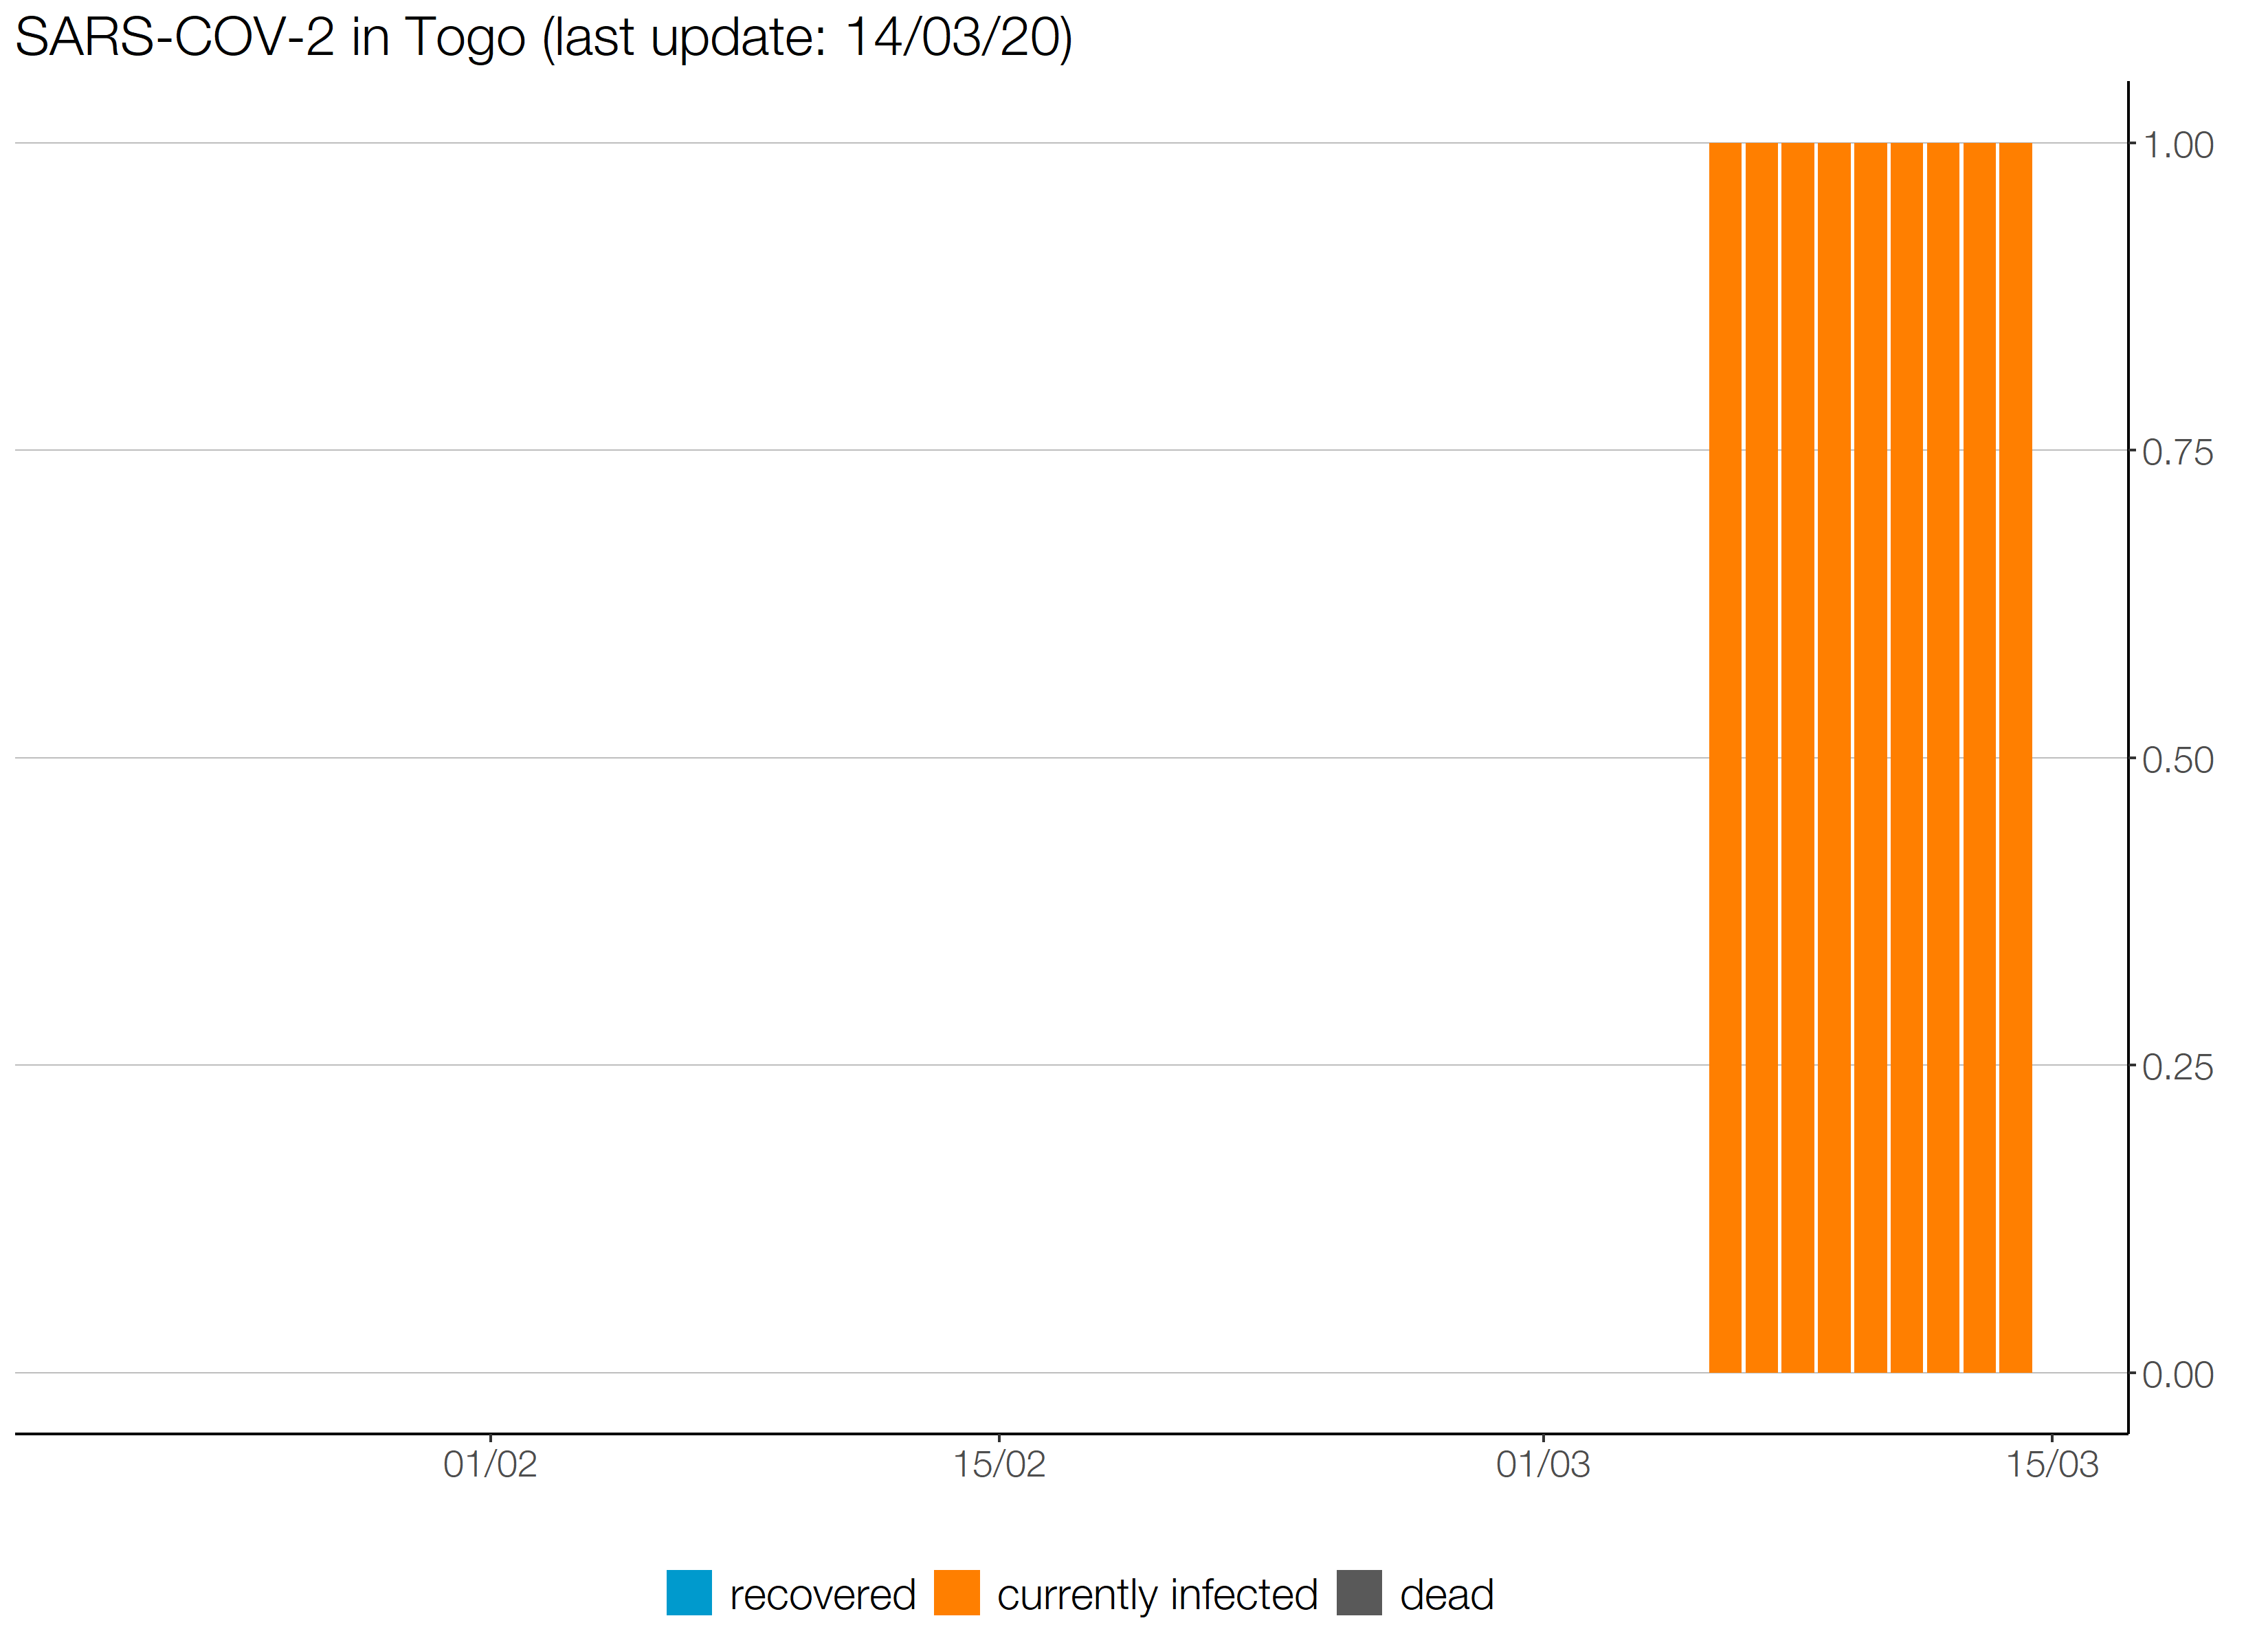 SARS-COV-2 in Togo (last update: 14/03/20)
1.00
0.75
0.50
0.25
0.00
01/02 15/02 01/03 15/03
recovered currently infected dead